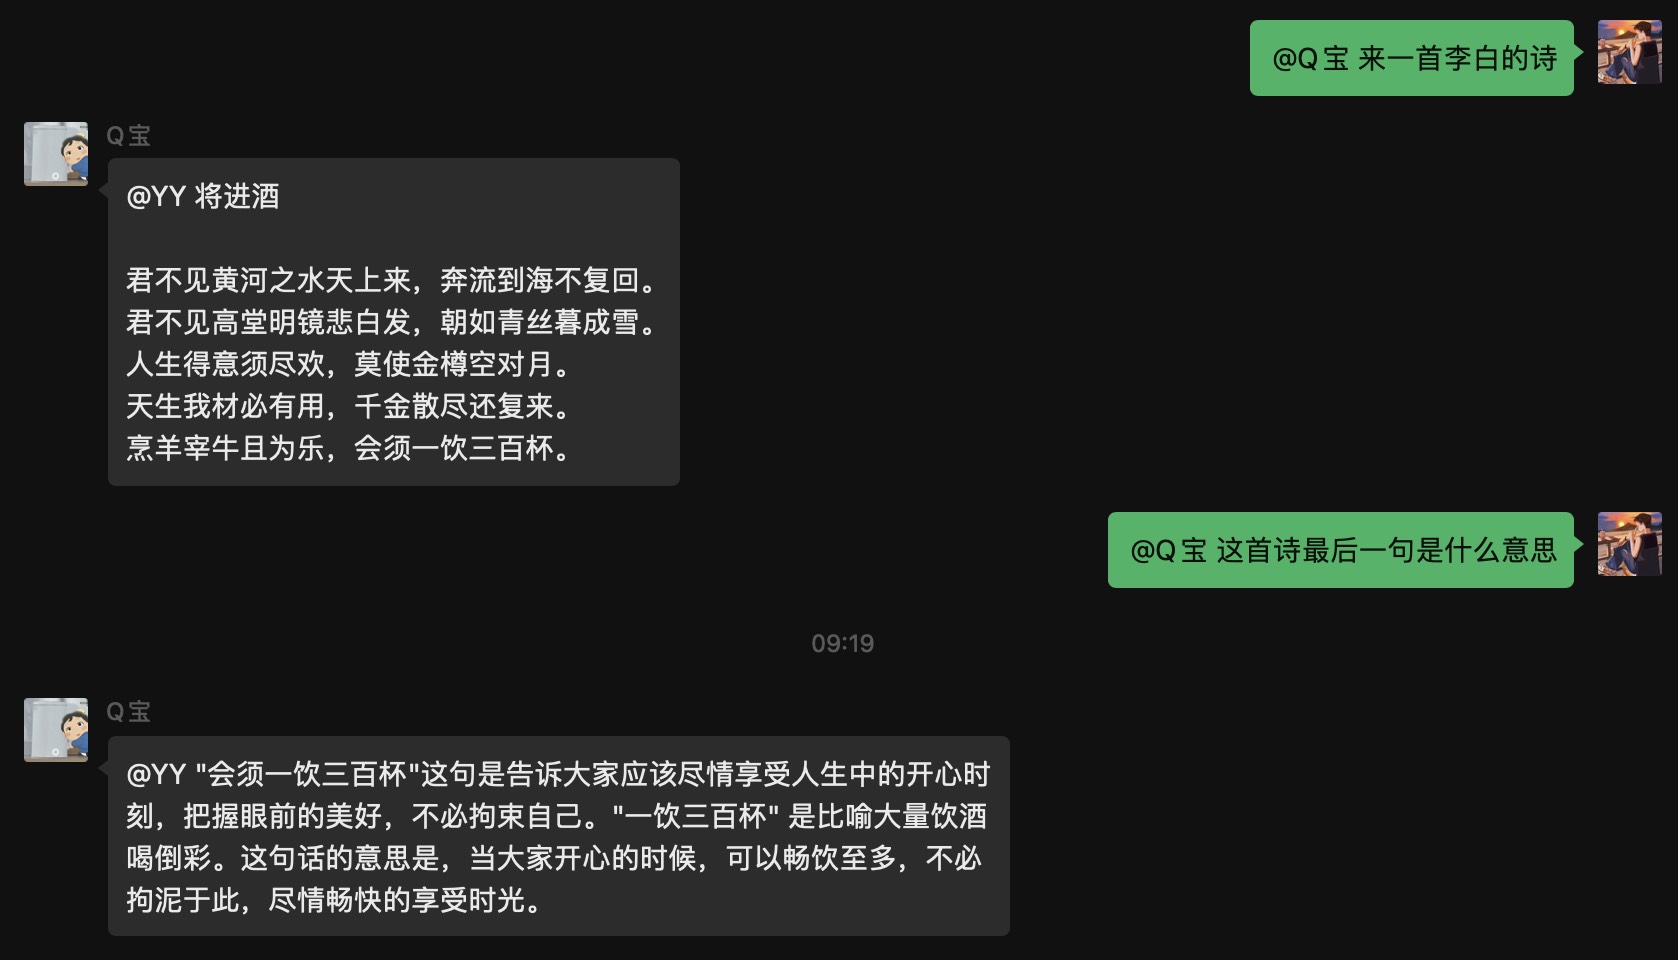 @Q宝 来一首李白的诗
Q宝
@YY 将进酒
君不见黄河之水天上来，奔流到海不复回。
君不见高堂明镜悲白发，朝如青丝暮成雪。
人生得意须尽欢，莫使金樽空对月。
天生我材必有用，千金散尽还复来。
烹羊宰牛且为乐，会须一饮三百杯。
@Q宝 这首诗最后一句是什么意思
09:19
Q宝
@YY "会须一饮三百杯"这句是告诉大家应该尽情享受人生中的开心时
刻，把握眼前的美好，不必拘束自己。"一饮三百杯" 是比喻大量饮酒
喝倒彩。这句话的意思是，当大家开心的时候，可以畅饮至多，不必
拘泥于此，尽情畅快的享受时光。